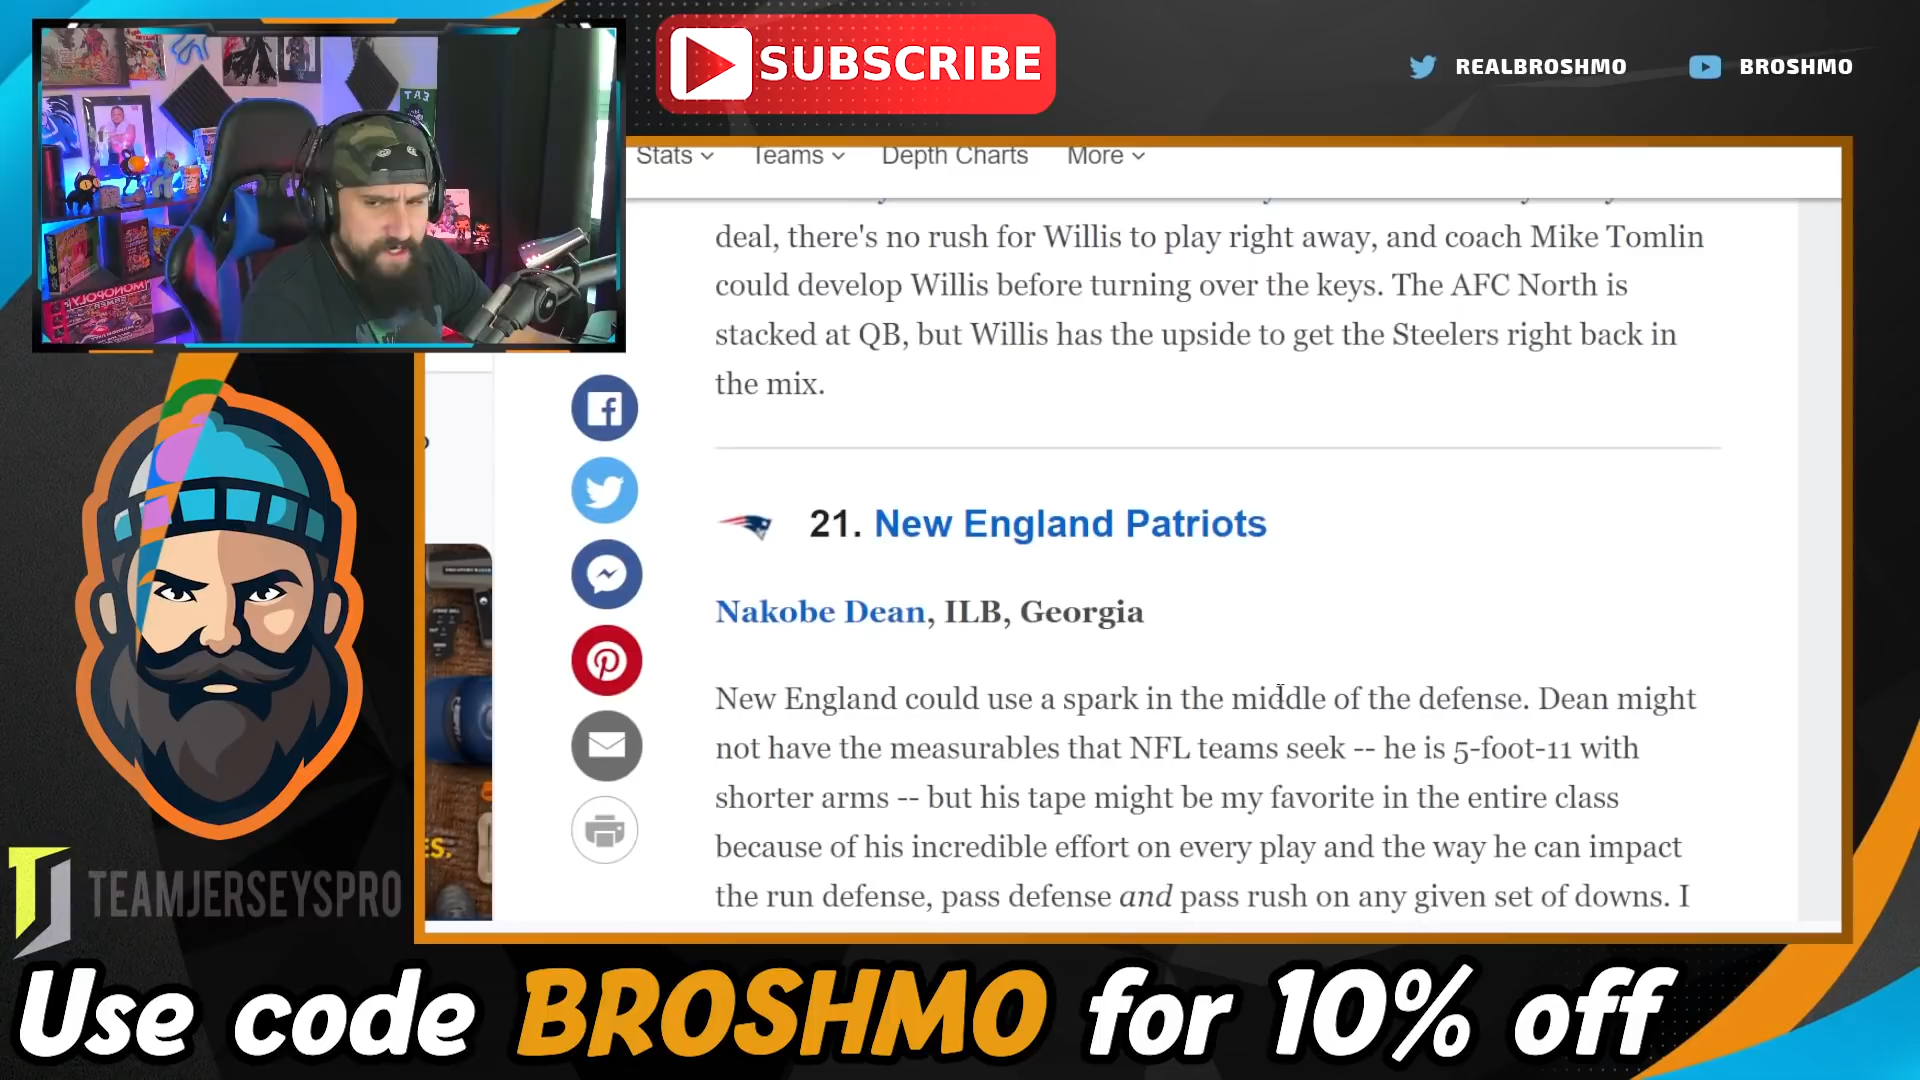 SUBSCRIBE
REALBROSHMO
BROSHMO
Stats
Teams
Depth Charts
More
deal, there's no rush for Willis to play right away, and coach Mike Tomlin
could develop Willis before turning over the keys. The AFC North is
stacked at QB, but Willis has the upside to get the Steelers right back in
the mix.
21. New England Patriots
Nakobe Dean, ILB, Georgia
New England could use a spark in the middle of the defense. Dean might
not have the measurables that NFL teams seek -- he is 5-foot-11 with
shorter arms -- but his tape might be my favorite in the entire class
because of his incredible effort on every play and the way he can impact
the run defense, pass defense and pass rush on any given set of downs. I
ES.
MONOPOLY
TJ
TEAMJERSEYSPRO
Use code BROSHMO for 10% off